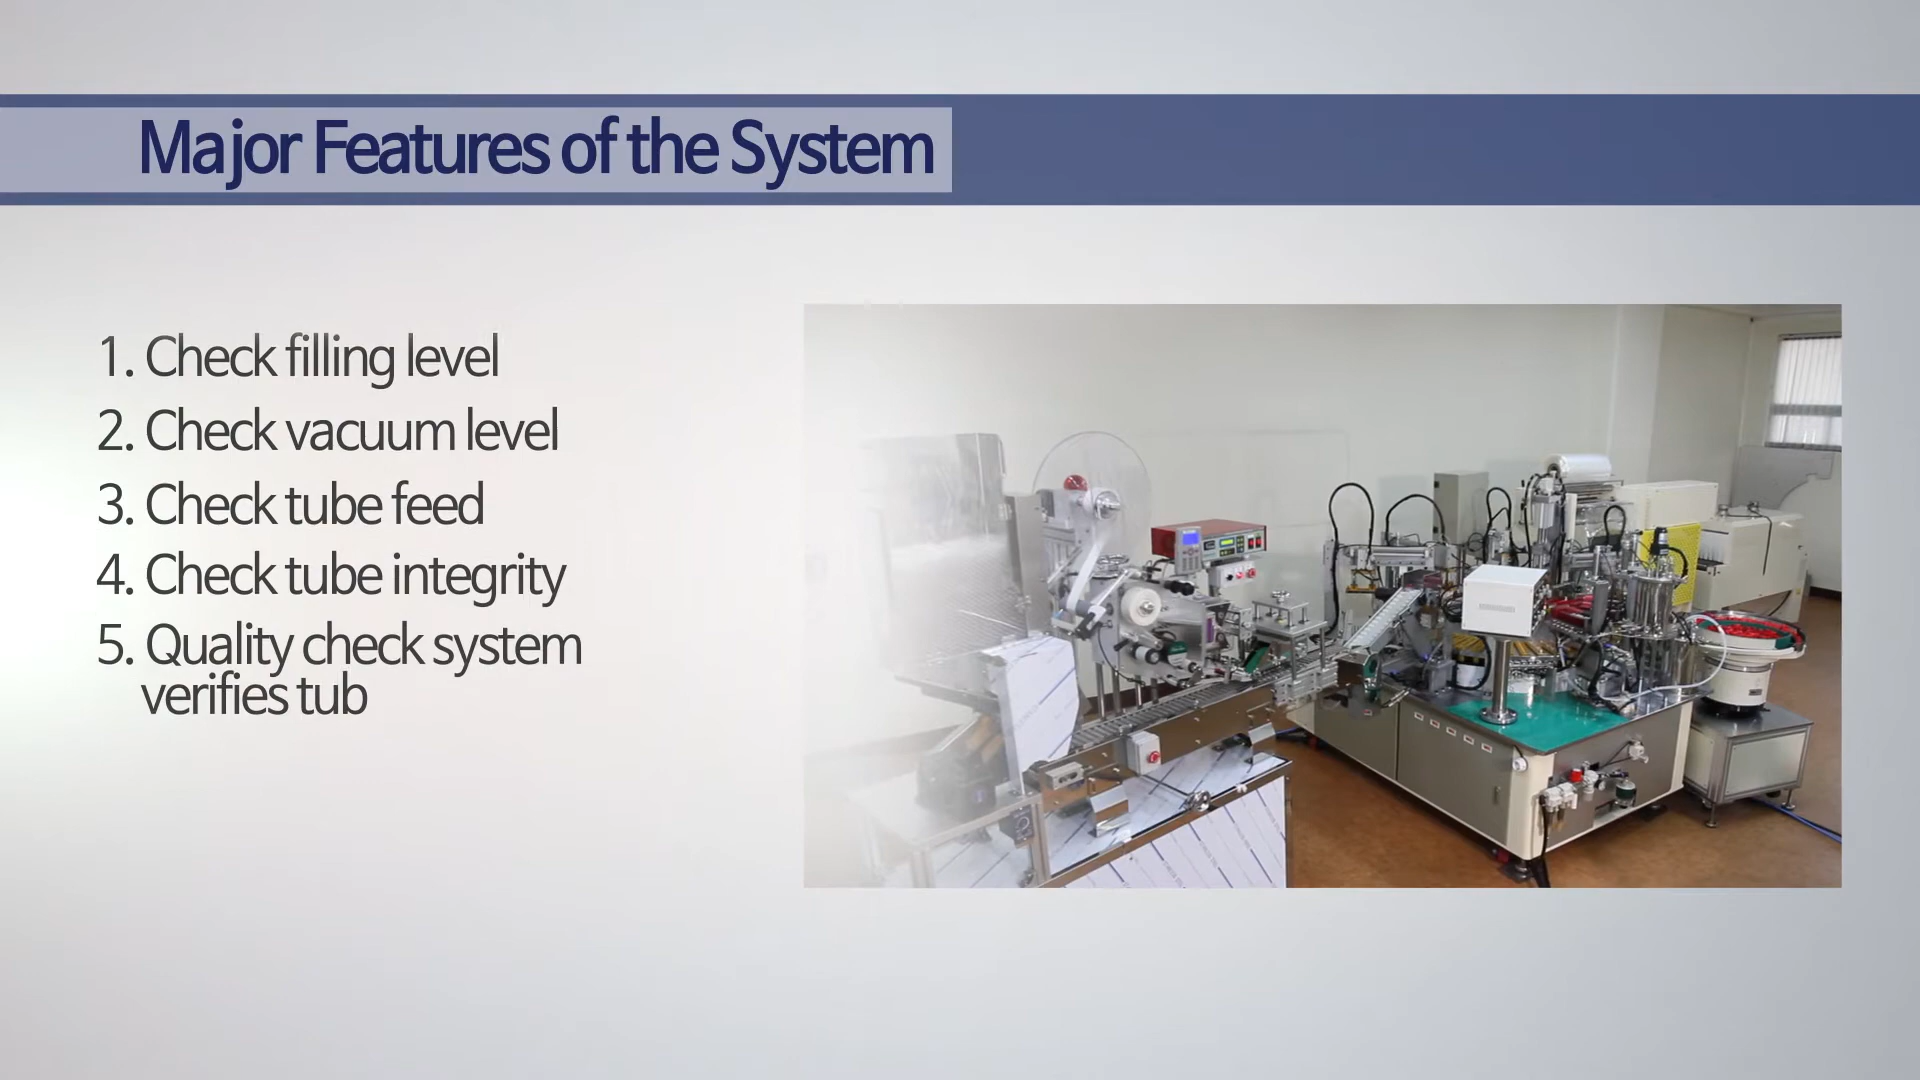 Major Features of the System
1. Check filling level
2. Check vacuum level
3. Check tube feed
4. Check tube integrity
5. Quality check system
verifies tub